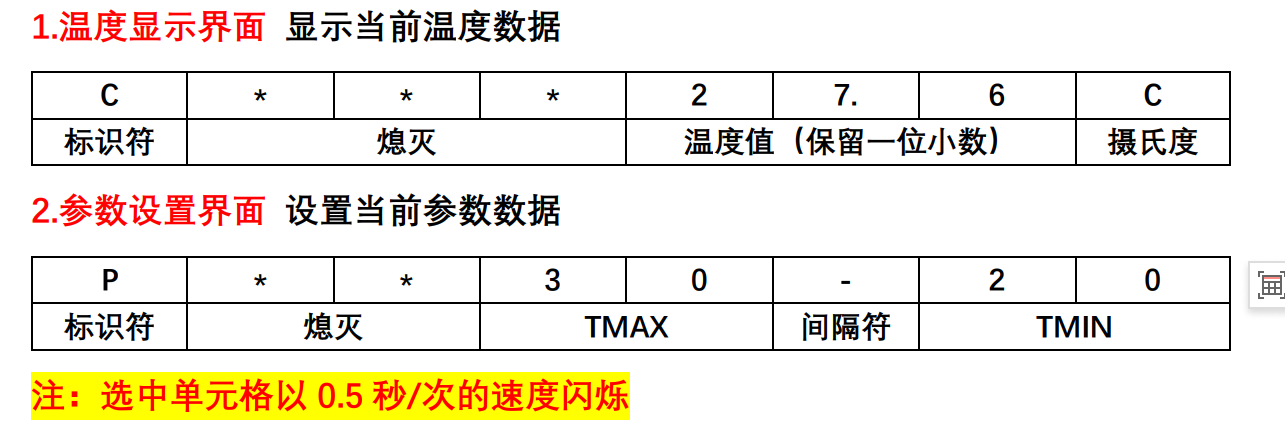 1.温度显示界面 显示当前温度数据
C * * * 2 7. 6 C
标识符 熄灭 温度值（保留一位小数） 摄氏度
2.参数设置界面 设置当前参数数据
P * * 3 0 - 2 0
标识符 熄灭 TMAX 间隔符 TMIN
注：选中单元格以 0.5 秒/次的速度闪烁